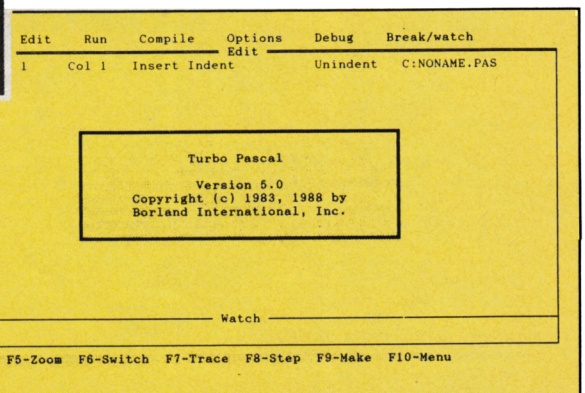 Edit Run Compile Options Debug Break/watch
Edit
1 Col 1 Insert Indent Unindent C:NONAME.PAS
Turbo Pascal
Version 5.0
Copyright (c) 1983, 1988 by
Borland International, Inc.
Watch
F5-Zoom F6-Switch F7-Trace F8-Step F9-Make F10-Menu